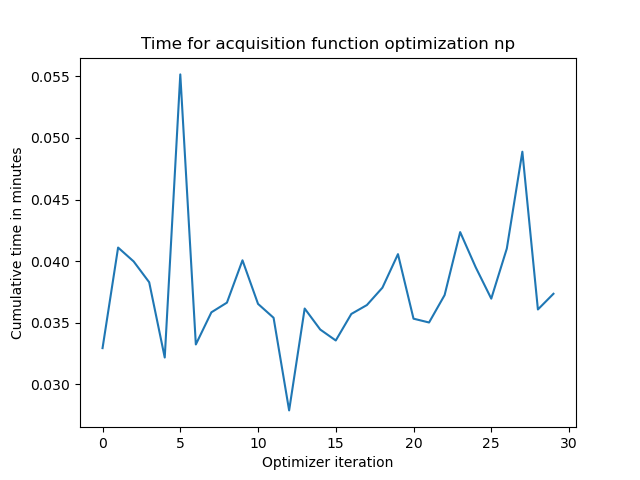 Time for acquisition function optimization np
Cumulative time in minutes
0.055
0.050
0.045
0.040
0.035
0.030
0 5 10 15 20 25 30
Optimizer iteration